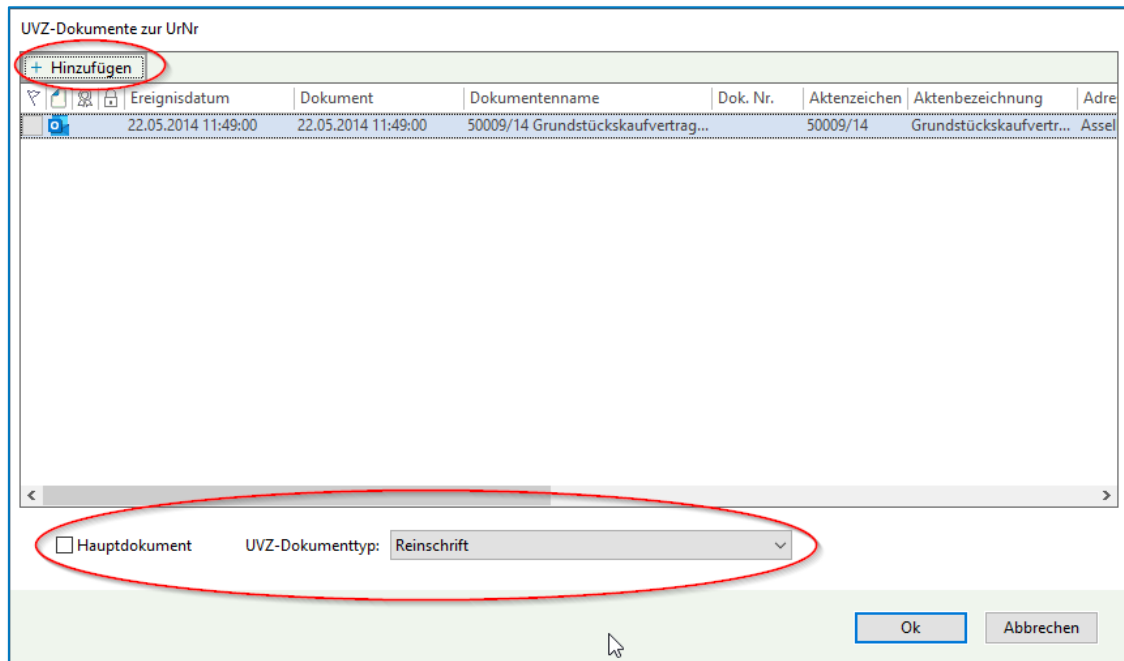 UVZ-Dokumente zur UrNr
+ Hinzufügen
Ereignisdatum Dokument Dokumentenname Dok. Nr. Aktenzeichen Aktenbezeichnung Adre
22.05.2014 11:49:00 22.05.2014 11:49:00 50009/14 Grundstückskaufvertrag... 50009/14 Grundstückskaufvertr... Assel
Hauptdokument UVZ-Dokumenttyp: Reinschrift
Ok Abbrechen